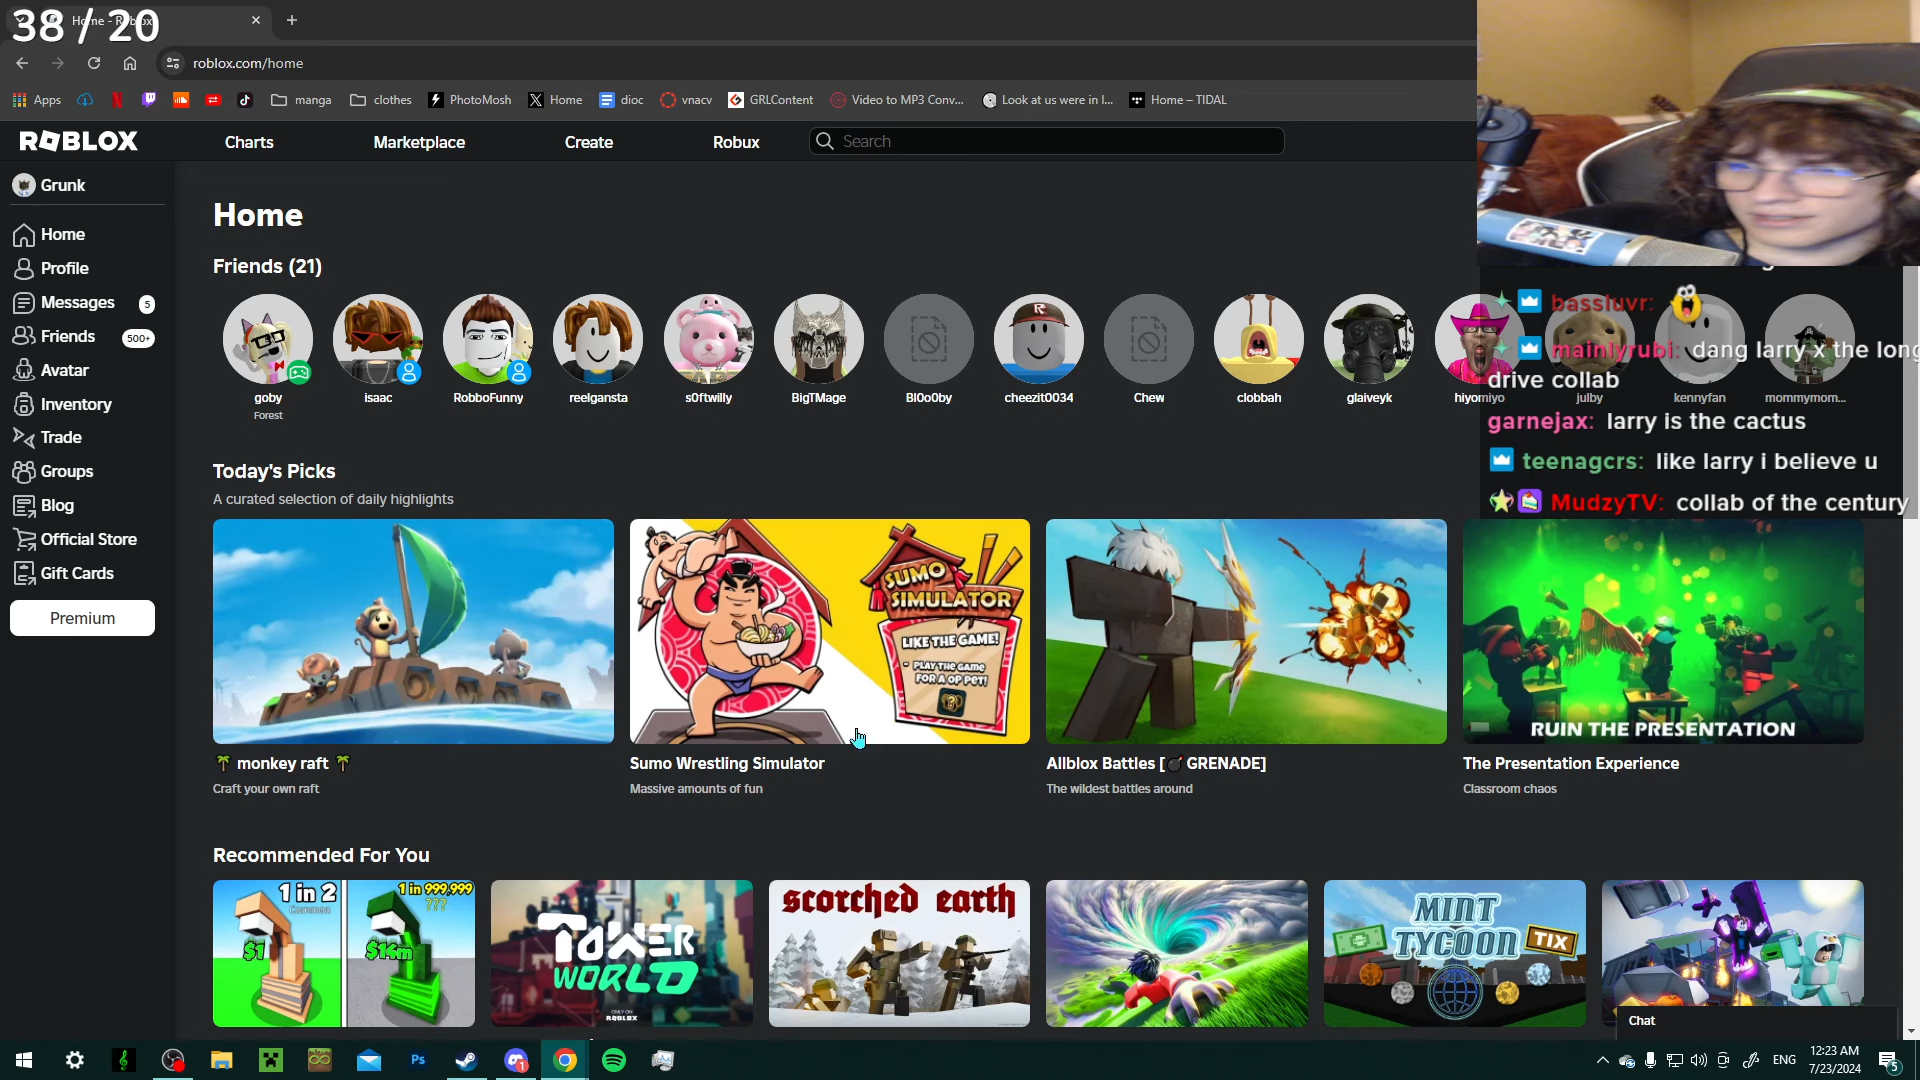 38 / 20
roblox.com/home
Apps
manga
clothes
PhotoMosh
Home
dioc
vnacv
GRLContent
Video to MP3 Conv...
Look at us were in l...
Home – TIDAL
ROBLOX
Charts
Marketplace
Create
Robux
Search
Grunk
Home
Profile
Messages
5
Friends
500+
Avatar
Inventory
Trade
Groups
Blog
Official Store
Gift Cards
Premium
Home
Friends (21)
goby
Forest
isaac
RobboFunny
reelgansta
s0ftwilly
BigTMage
Bl0o0by
cheezit0034
Chew
clobbah
glaiveyk
hiyomiyo
julby
kennyfan
mommymom...
bassluvr:
mainlyrubi: dang larry x the long
drive collab
garnejax: larry is the cactus
teenagcrs: like larry i believe u
MudzyTV: collab of the century
Today's Picks
A curated selection of daily highlights
SUMO
SIMULATOR
LIKE THE GAME!
- PLAY THE GAME
FOR A OP PET!
RUIN THE PRESENTATION
monkey raft
Craft your own raft
Sumo Wrestling Simulator
Massive amounts of fun
Allblox Battles [💣 GRENADE]
The wildest battles around
The Presentation Experience
Classroom chaos
Recommended For You
1 in 2
Common
$1
1 in 999,999
???
$14m
TOWER
WORLD
ONLY ON
ROBLOX
scorched earth
MINT
TYCOON
TIX
Chat
Ps
1
ENG
12:23 AM
7/23/2024
5